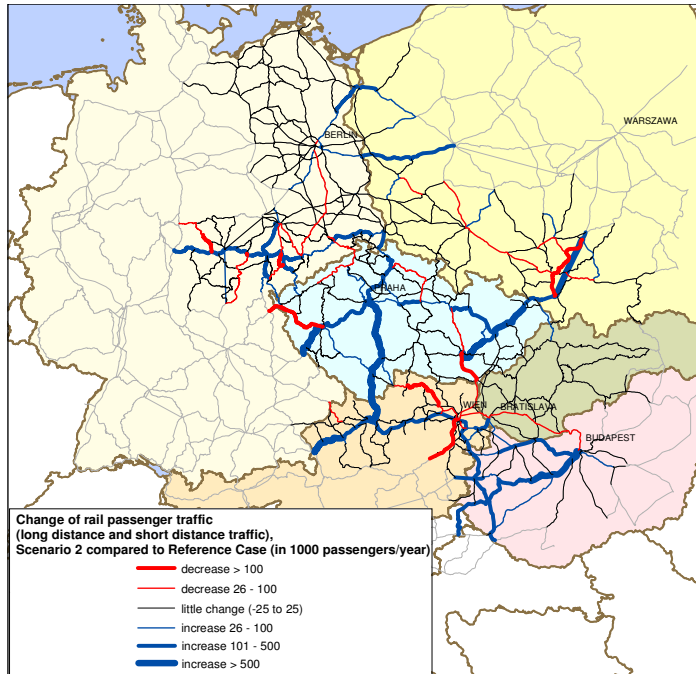 WARSZAWA
BERLIN
PRAHA
WIEN
BRATISLAVA
BUDAPEST
Change of rail passenger traffic
(long distance and short distance traffic),
Scenario 2 compared to Reference Case (in 1000 passengers/year)
decrease > 100
decrease 26 - 100
little change (-25 to 25)
increase 26 - 100
increase 101 - 500
increase > 500